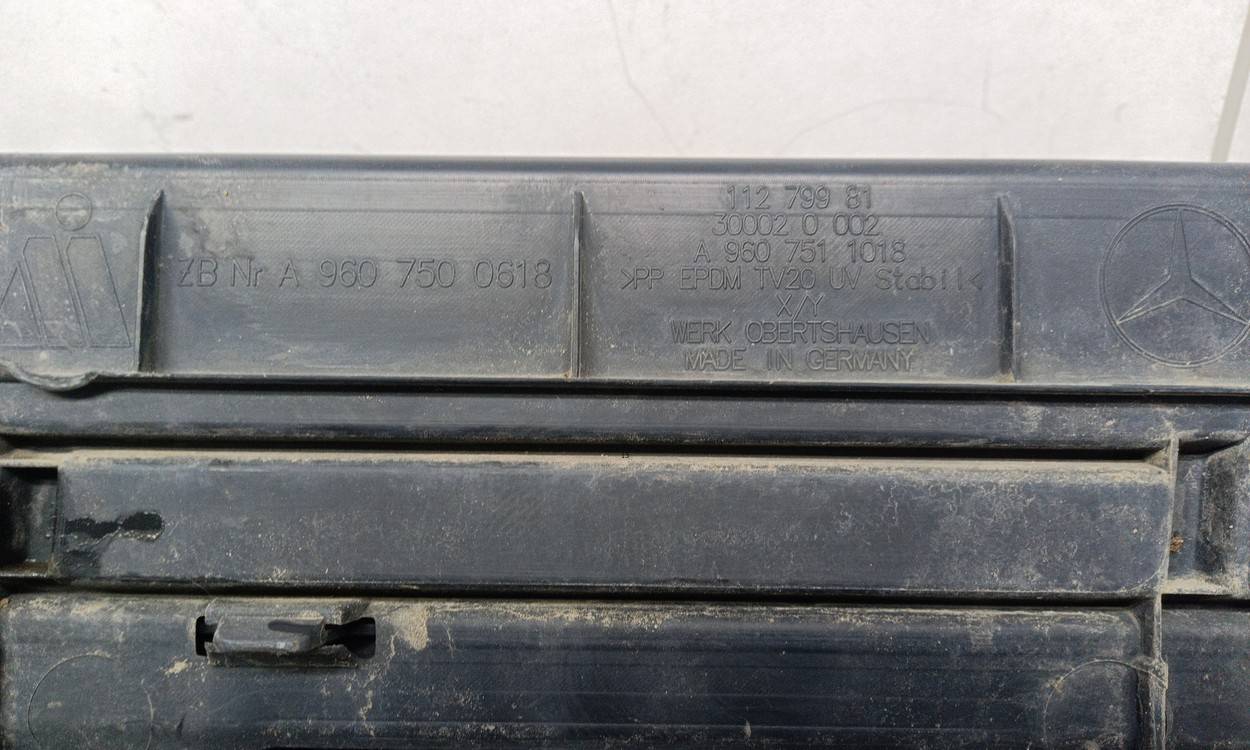 ZB Nr A 960 750 0618
112 799 81
30002 0 002
A 960 751 1018
>PP EPDM TV20 UV Stabil<
X/Y
WERK OBERTSHAUSEN
MADE IN GERMANY